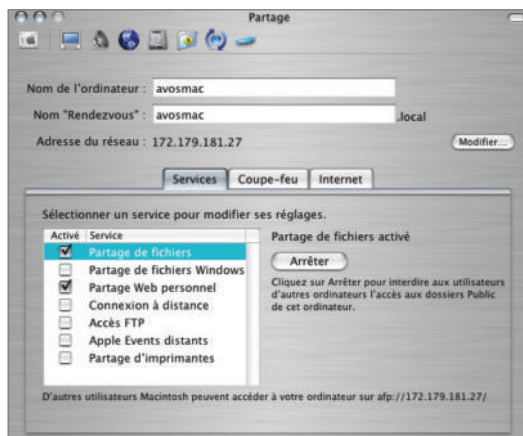 Partage
Nom de l'ordinateur : avosmac
Nom "Rendezvous" : avosmac .local
Adresse du réseau : 172.179.181.27 Modifier...
Services Coupe-feu Internet
Sélectionner un service pour modifier ses réglages.
Activé Service
Partage de fichiers
Partage de fichiers Windows
Partage Web personnel
Connexion à distance
Accès FTP
Apple Events distants
Partage d'imprimantes
Partage de fichiers activé
Arrêter
Cliquez sur Arrêter pour interdire aux utilisateurs
d'autres ordinateurs l'accès aux dossiers Public
de cet ordinateur.
D'autres utilisateurs Macintosh peuvent accéder à votre ordinateur sur afp://172.179.181.27/